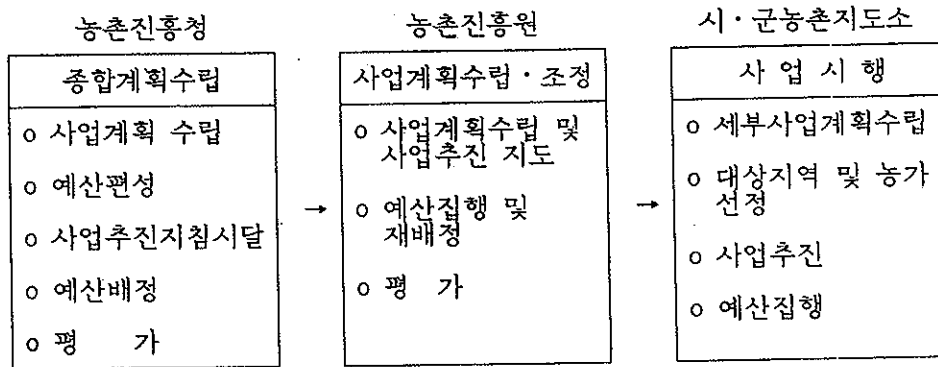 농촌진흥청
종합계획수립
o 사업계획 수립
o 예산편성
o 사업추진지침시달
o 예산배정
o 평 가
→
농촌진흥원
사업계획수립·조정
o 사업계획수립 및
사업추진 지도
o 예산집행 및
재배정
o 평 가
→
시·군농촌지도소
사 업 시 행
o 세부사업계획수립
o 대상지역 및 농가
선정
o 사업추진
o 예산집행